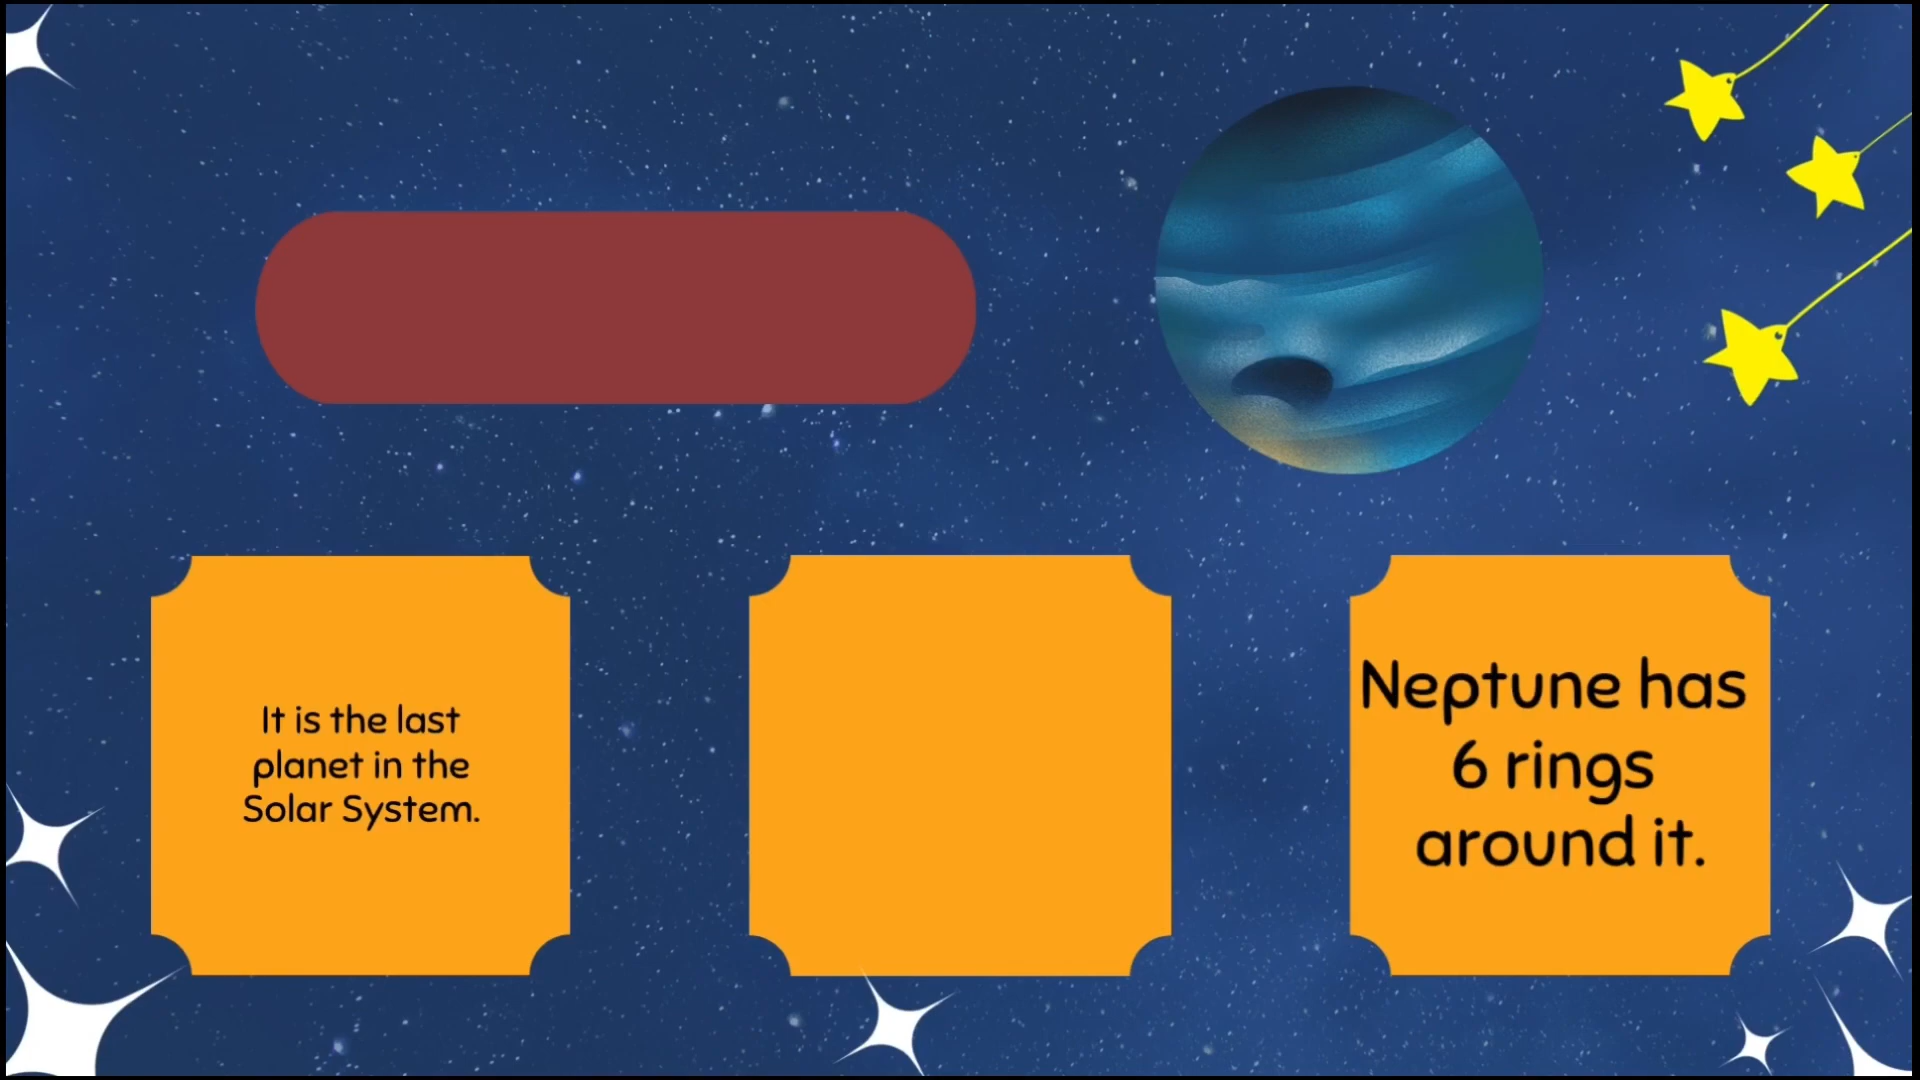 It is the last
planet in the
Solar System.
Neptune has
6 rings
around it.